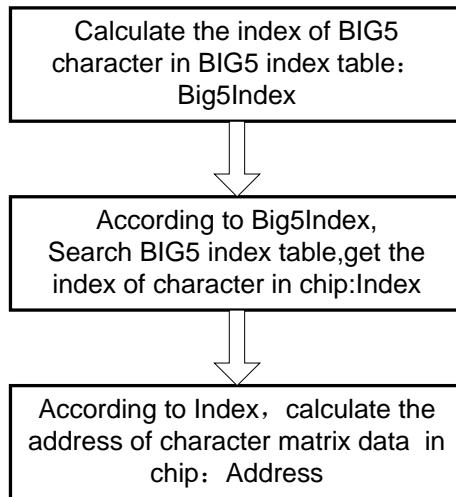 Calculate the index of BIG5
character in BIG5 index table：
Big5Index
According to Big5Index,
Search BIG5 index table,get the
index of character in chip:Index
According to Index，calculate the
address of character matrix data in
chip：Address